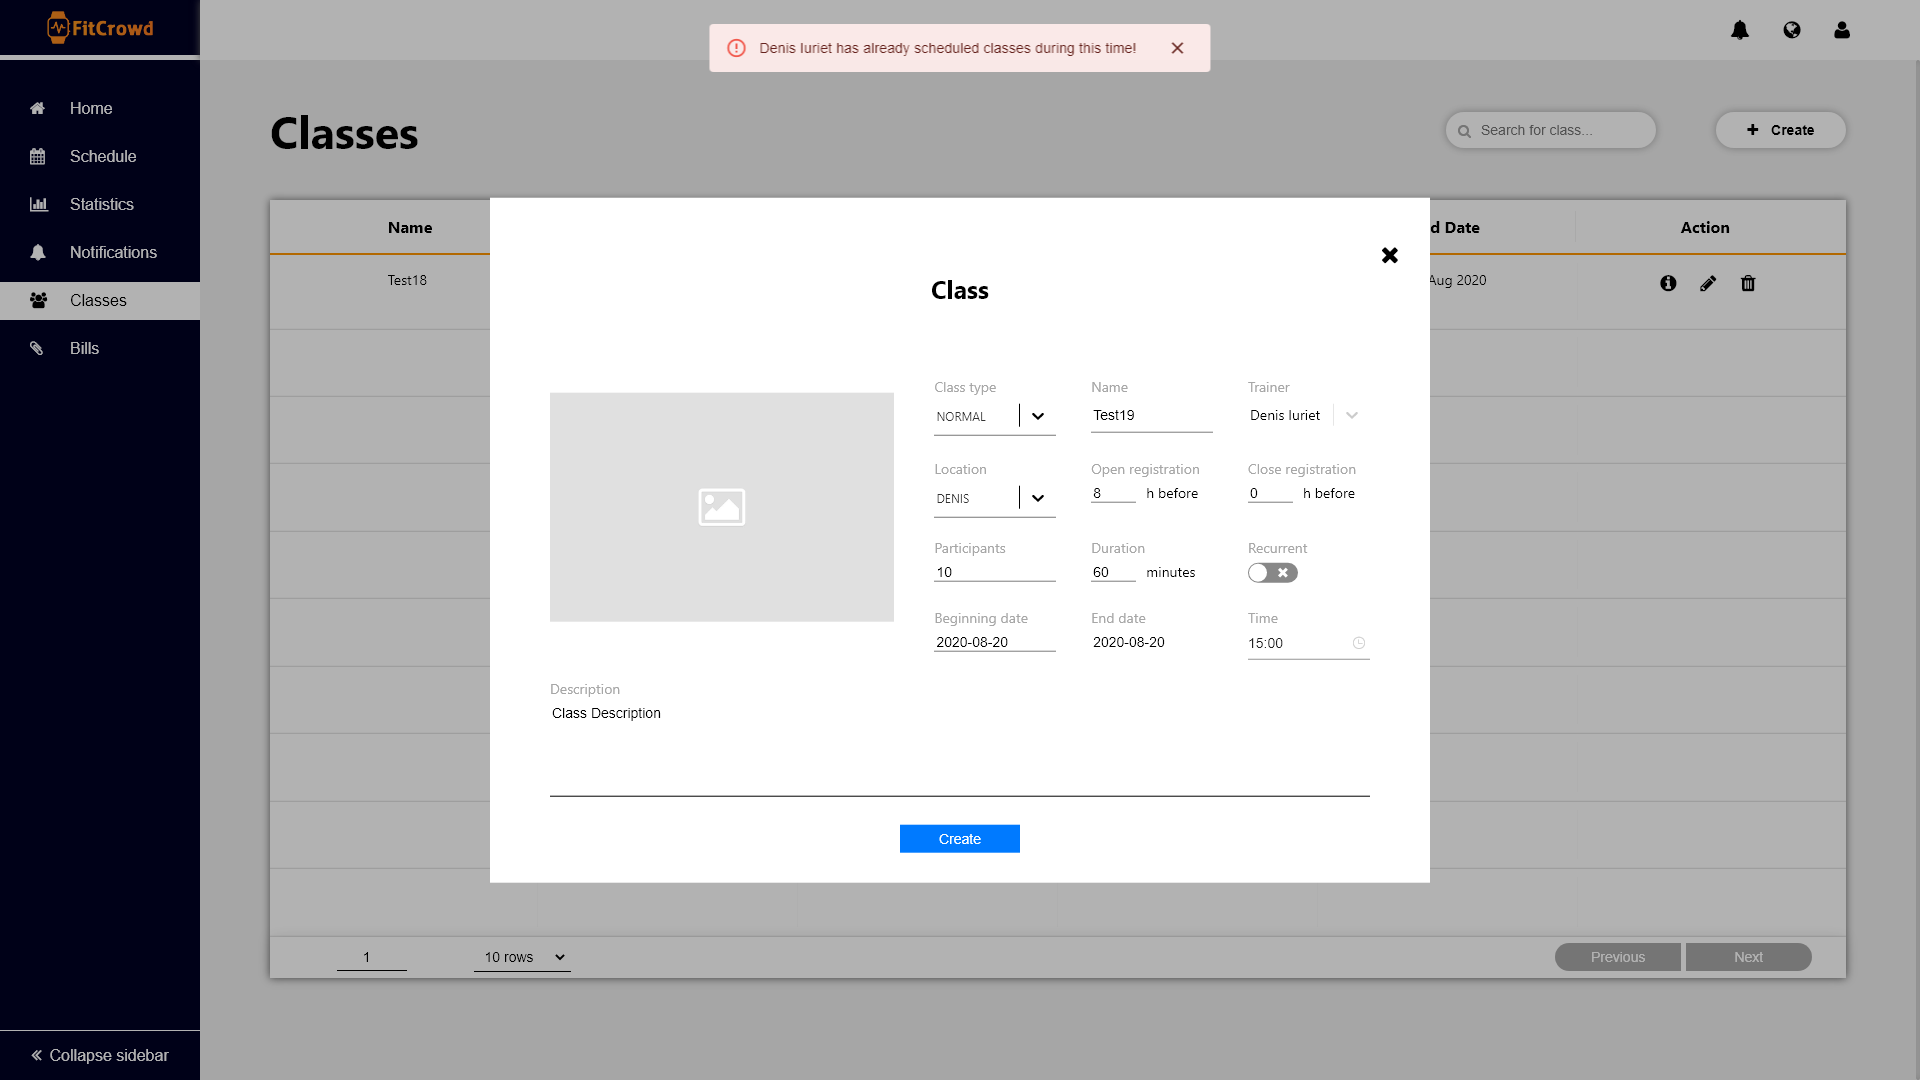 FitCrowd
Denis Iuriet has already scheduled classes during this time!
Home
Schedule
Statistics
Notifications
Classes
Bills
Collapse sidebar
Classes
Search for class...
Create
Name
d Date
Action
Test18
Aug 2020
Class
Class type
Name
Trainer
NORMAL
Test19
Denis Iuriet
Location
Open registration
Close registration
DENIS
8 h before
0 h before
Participants
Duration
Recurrent
10
60 minutes
Beginning date
End date
Time
2020-08-20
2020-08-20
15:00
Description
Class Description
Create
1
10 rows
Previous
Next